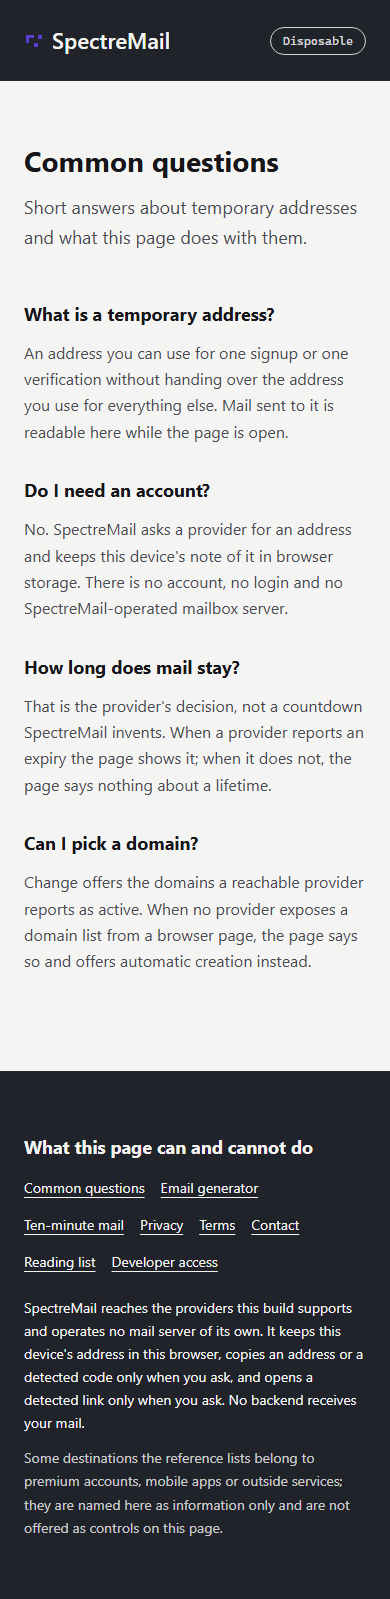 SpectreMail
Disposable
Common questions
Short answers about temporary addresses
and what this page does with them.
What is a temporary address?
An address you can use for one signup or one
verification without handing over the address
you use for everything else. Mail sent to it is
readable here while the page is open.
Do I need an account?
No. SpectreMail asks a provider for an address
and keeps this device's note of it in browser
storage. There is no account, no login and no
SpectreMail-operated mailbox server.
How long does mail stay?
That is the provider's decision, not a countdown
SpectreMail invents. When a provider reports an
expiry the page shows it; when it does not, the
page says nothing about a lifetime.
Can I pick a domain?
Change offers the domains a reachable provider
reports as active. When no provider exposes a
domain list from a browser page, the page says
so and offers automatic creation instead.
What this page can and cannot do
Common questions Email generator
Ten-minute mail Privacy Terms Contact
Reading list Developer access
SpectreMail reaches the providers this build supports
and operates no mail server of its own. It keeps this
device's address in this browser, copies an address or a
detected code only when you ask, and opens a
detected link only when you ask. No backend receives
your mail.
Some destinations the reference lists belong to
premium accounts, mobile apps or outside services;
they are named here as information only and are not
offered as controls on this page.